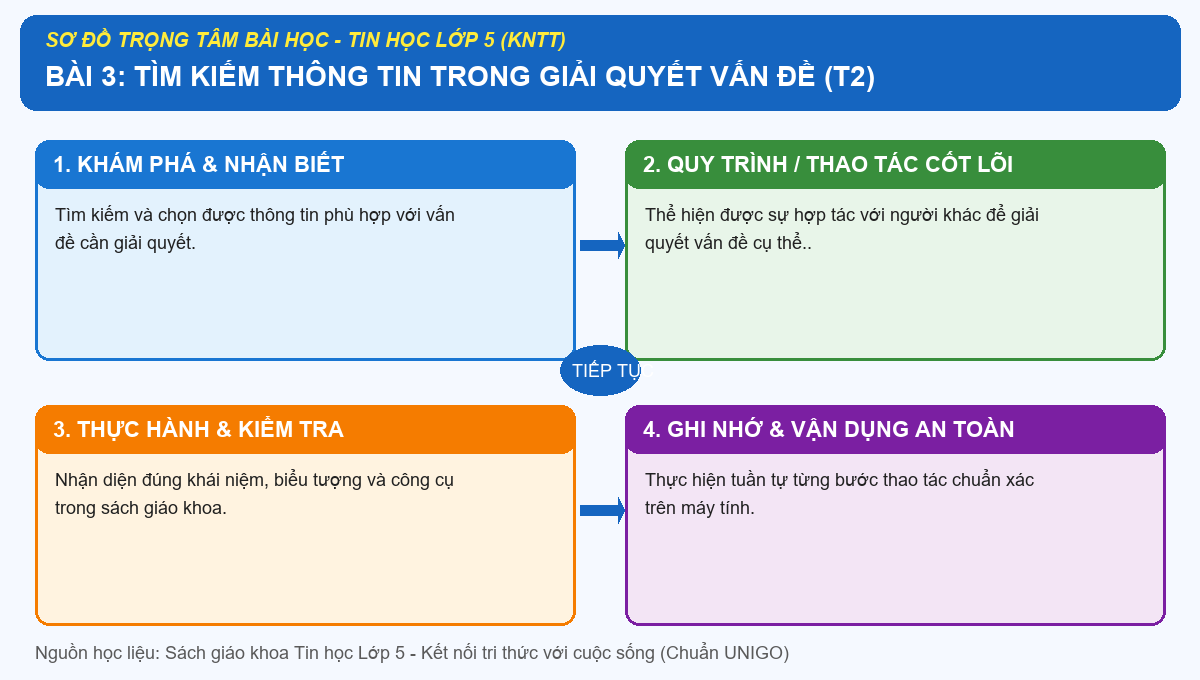 SƠ ĐỒ TRỌNG TÂM BÀI HỌC - TIN HỌC LỚP 5 (KNTT)
BÀI 3: TÌM KIẾM THÔNG TIN TRONG GIẢI QUYẾT VẤN ĐỀ (T2)
1. KHÁM PHÁ & NHẬN BIẾT
Tìm kiếm và chọn được thông tin phù hợp với vấn
đề cần giải quyết.
2. QUY TRÌNH / THAO TÁC CỐT LÕI
Thể hiện được sự hợp tác với người khác để giải
quyết vấn đề cụ thể..
TIẾP TỤC
3. THỰC HÀNH & KIỂM TRA
Nhận diện đúng khái niệm, biểu tượng và công cụ
trong sách giáo khoa.
4. GHI NHỚ & VẬN DỤNG AN TOÀN
Thực hiện tuần tự từng bước thao tác chuẩn xác
trên máy tính.
Nguồn học liệu: Sách giáo khoa Tin học Lớp 5 - Kết nối tri thức với cuộc sống (Chuẩn UNIGO)